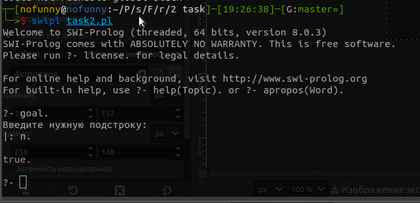 [nofunny@nofunny:~/P/s/F/r/2 task]-[19:26:38]-[G:master=]
$ swipl task2.pl
Welcome to SWI-Prolog (threaded, 64 bits, version 8.0.3)
SWI-Prolog comes with ABSOLUTELY NO WARRANTY. This is free software.
Please run ?- license. for legal details.
For online help and background, visit http://www.swi-prolog.org
For built-in help, use ?- help(Topic). or ?- apropos(Word).
?- goal.
Введите нужную подстроку:
|: n.
true.
?-
px
100 %